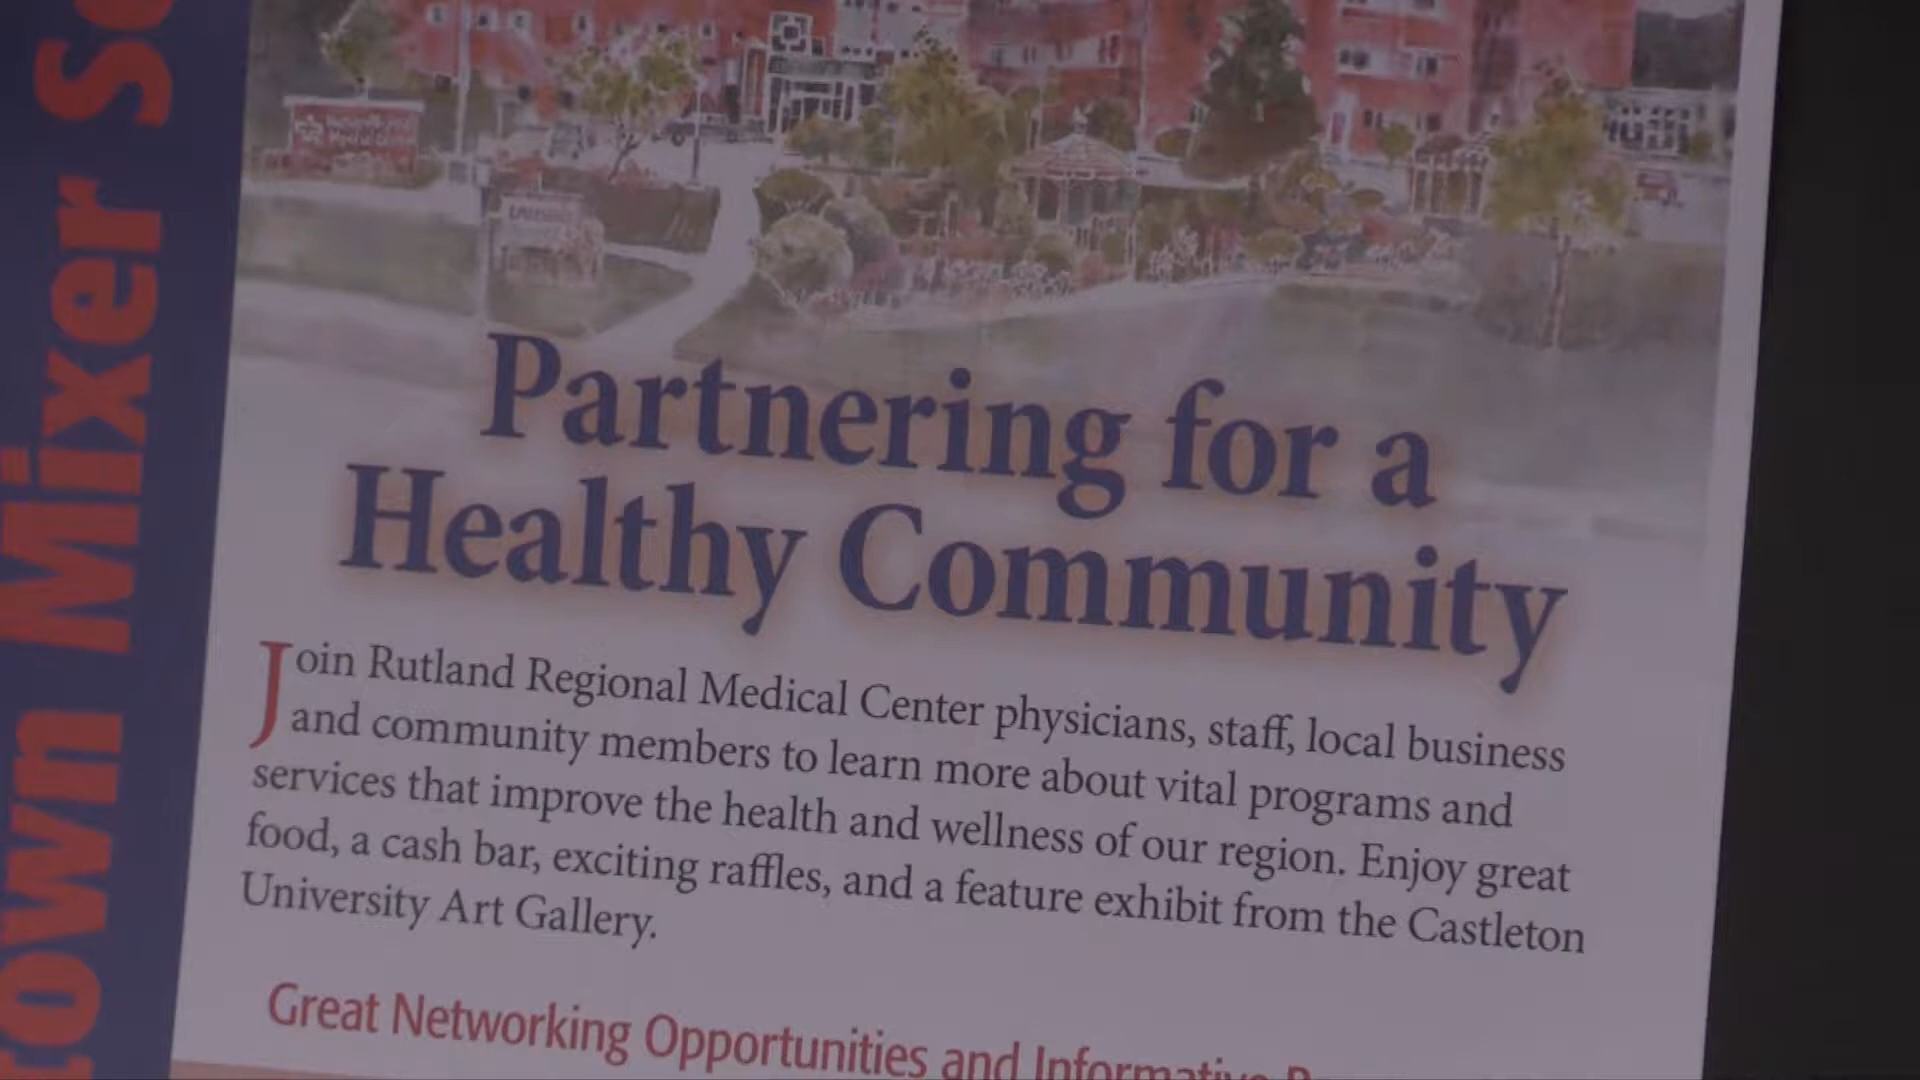 Partnering for a
Healthy Community
Join Rutland Regional Medical Center physicians, staff, local business
and community members to learn more about vital programs and
services that improve the health and wellness of our region. Enjoy great
food, a cash bar, exciting raffles, and a feature exhibit from the Castleton
University Art Gallery.
Great Networking Opportunities and Informative
own Mixer